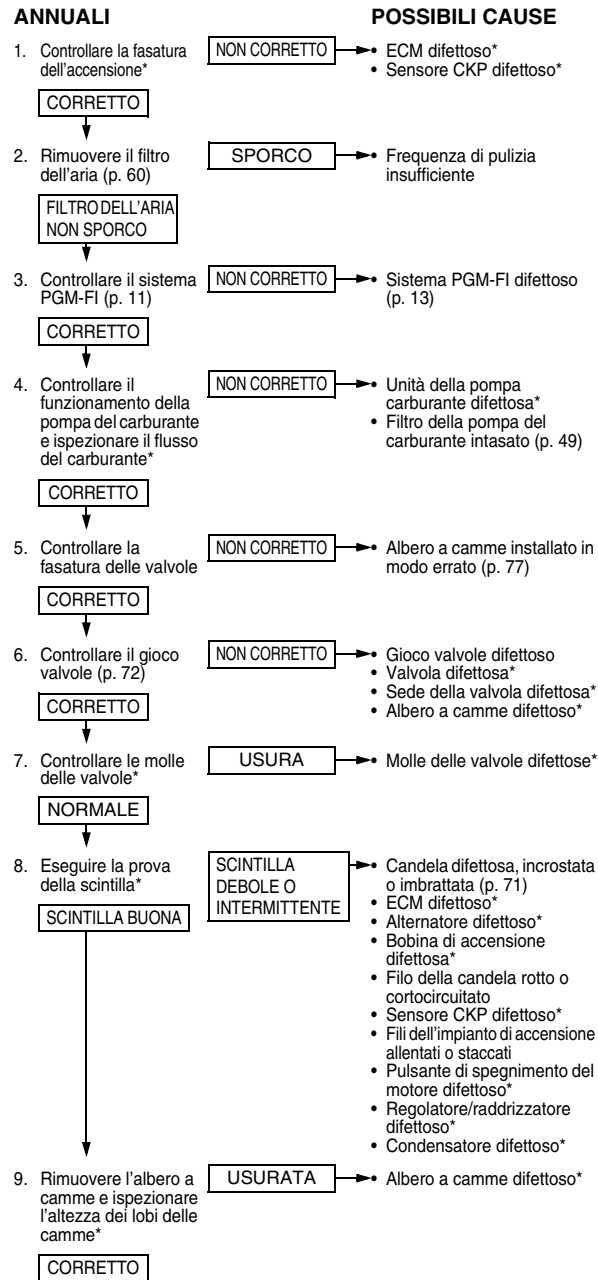 ANNUALI POSSIBILI CAUSE
1. Controllare la fasatura
dell'accensione*
NON CORRETTO
• ECM difettoso*
• Sensore CKP difettoso*
CORRETTO
2. Rimuovere il filtro
dell'aria (p. 60)
SPORCO
• Frequenza di pulizia
insufficiente
FILTRO DELL'ARIA
NON SPORCO
3. Controllare il sistema
PGM-FI (p. 11)
NON CORRETTO
• Sistema PGM-FI difettoso
(p. 13)
CORRETTO
4. Controllare il
funzionamento della
pompa del carburante
e ispezionare il flusso
del carburante*
NON CORRETTO
• Unità della pompa
carburante difettosa*
• Filtro della pompa del
carburante intasato (p. 49)
CORRETTO
5. Controllare la
fasatura delle valvole
NON CORRETTO
• Albero a camme installato in
modo errato (p. 77)
CORRETTO
6. Controllare il gioco
valvole (p. 72)
NON CORRETTO
• Gioco valvole difettoso
• Valvola difettosa*
• Sede della valvola difettosa*
• Albero a camme difettoso*
CORRETTO
7. Controllare le molle
delle valvole*
USURA
• Molle delle valvole difettose*
NORMALE
8. Eseguire la prova
della scintilla*
SCINTILLA
DEBOLE O
INTERMITTENTE
• Candela difettosa, incrostata
o imbrattata (p. 71)
• ECM difettoso*
• Alternatore difettoso*
• Bobina di accensione
difettosa*
• Filo della candela rotto o
cortocircuitato
• Sensore CKP difettoso*
• Fili dell'impianto di accensione
allentati o staccati
• Pulsante di spegnimento del
motore difettoso*
• Regolatore/raddrizzatore
difettoso*
• Condensatore difettoso*
SCINTILLA BUONA
9. Rimuovere l'albero a
camme e ispezionare
l'altezza dei lobi delle
camme*
USURATA
• Albero a camme difettoso*
CORRETTO